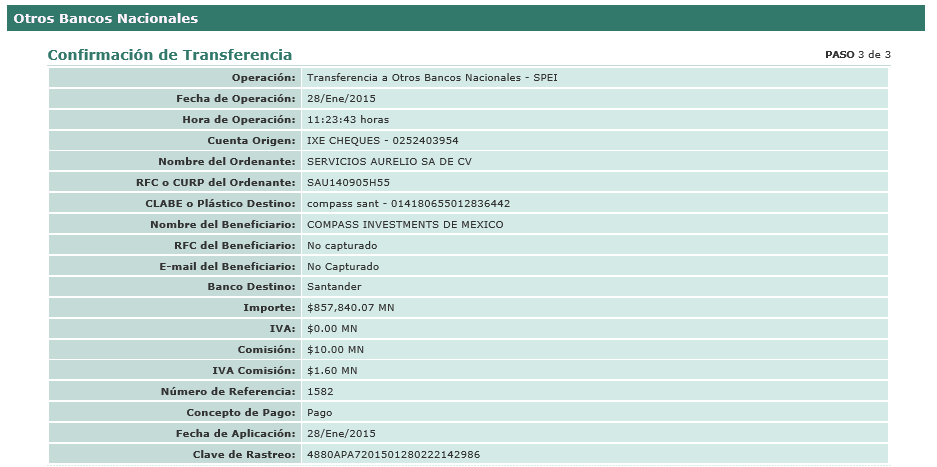 Otros Bancos Nacionales
Confirmación de Transferencia PASO 3 de 3
Operación: Transferencia a Otros Bancos Nacionales - SPEI
Fecha de Operación: 28/Ene/2015
Hora de Operación: 11:23:43 horas
Cuenta Origen: IXE CHEQUES - 0252403954
Nombre del Ordenante: SERVICIOS AURELIO SA DE CV
RFC o CURP del Ordenante: SAU140905H55
CLABE o Plástico Destino: compass sant - 014180655012836442
Nombre del Beneficiario: COMPASS INVESTMENTS DE MEXICO
RFC del Beneficiario: No capturado
E-mail del Beneficiario: No Capturado
Banco Destino: Santander
Importe: $857,840.07 MN
IVA: $0.00 MN
Comisión: $10.00 MN
IVA Comisión: $1.60 MN
Número de Referencia: 1582
Concepto de Pago: Pago
Fecha de Aplicación: 28/Ene/2015
Clave de Rastreo: 4880APA7201501280222142986